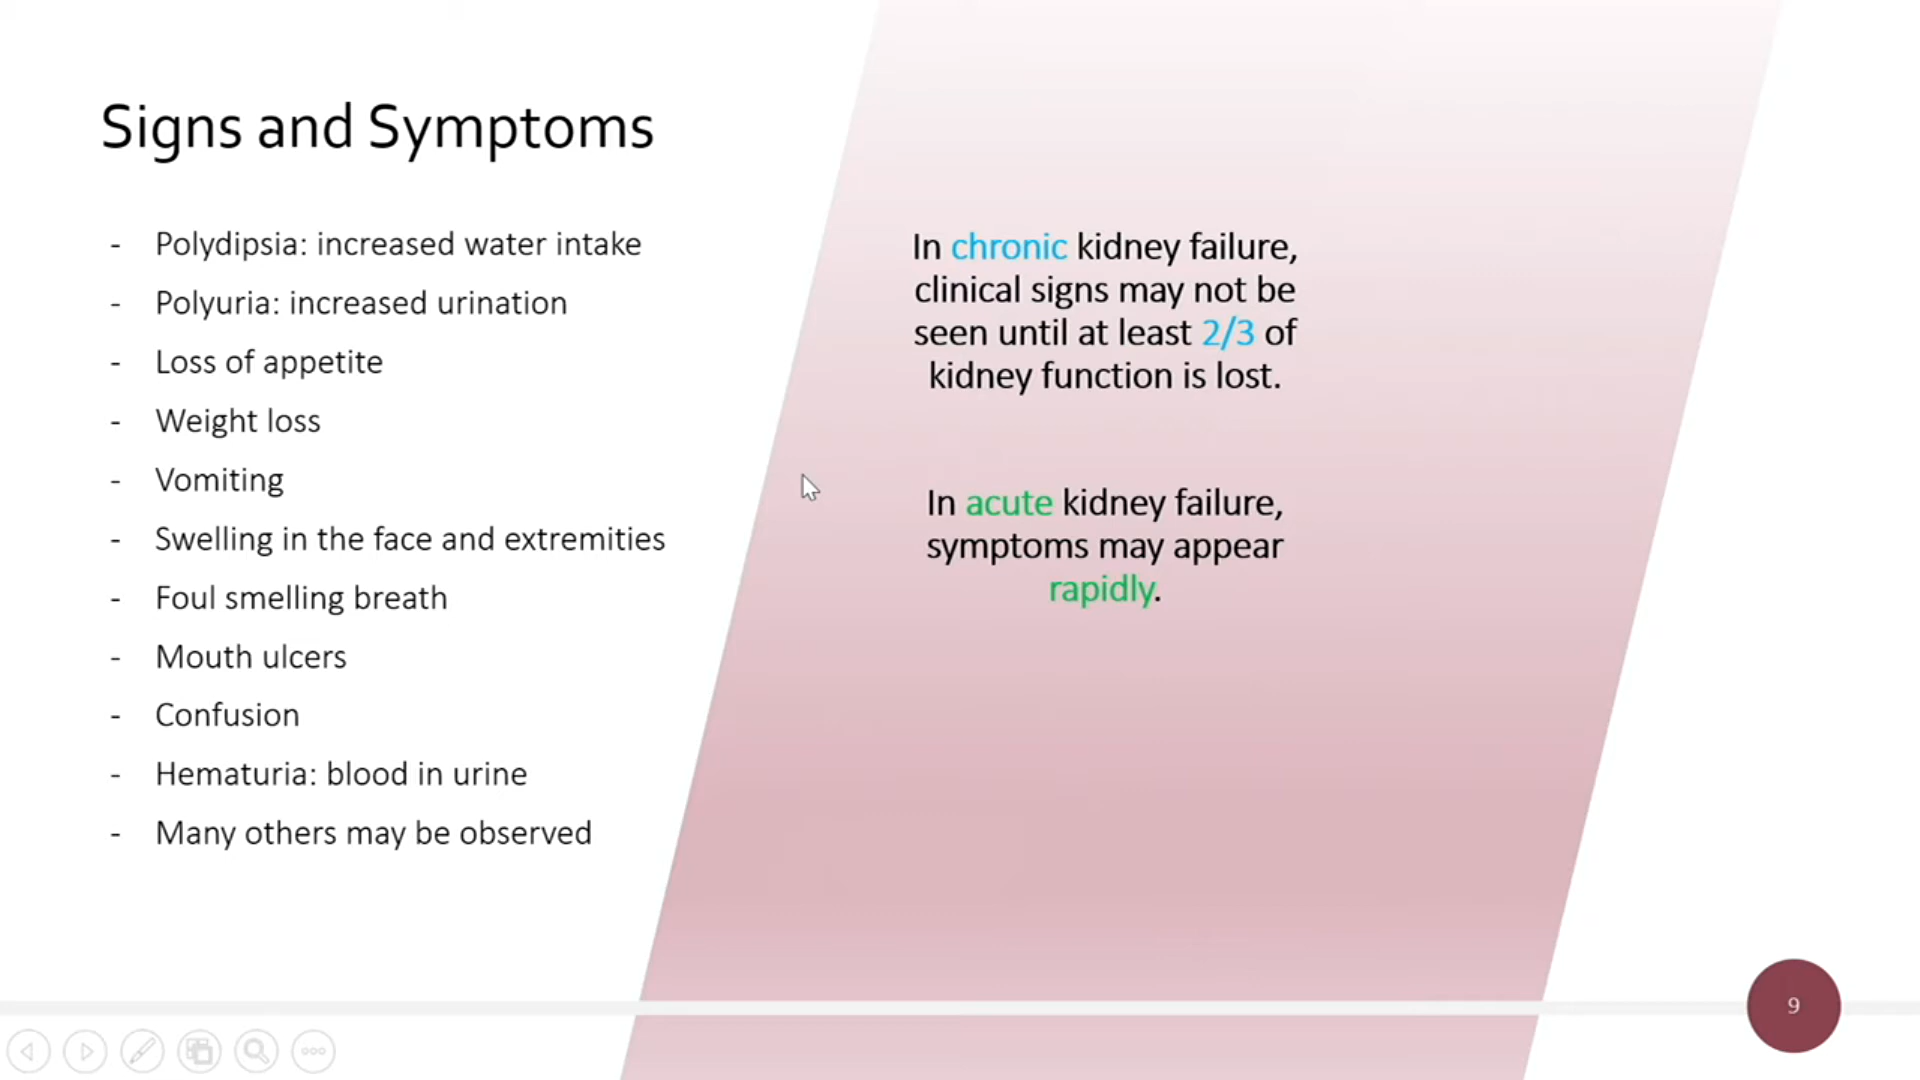 Signs and Symptoms
- Polydipsia: increased water intake
- Polyuria: increased urination
- Loss of appetite
- Weight loss
- Vomiting
- Swelling in the face and extremities
- Foul smelling breath
- Mouth ulcers
- Confusion
- Hematuria: blood in urine
- Many others may be observed
In chronic kidney failure,
clinical signs may not be
seen until at least 2/3 of
kidney function is lost.
In acute kidney failure,
symptoms may appear
rapidly.
9